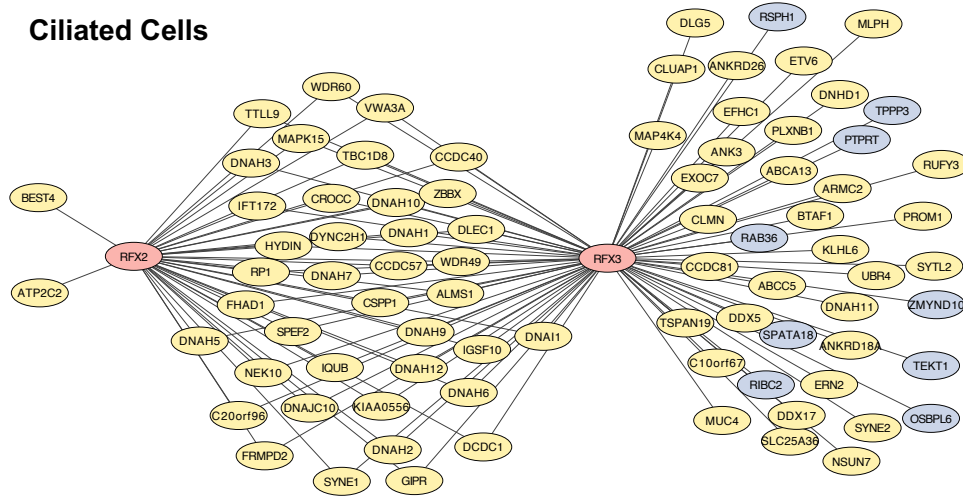 Ciliated Cells
DLG5
RSPH1
MLPH
CLUAP1
ANKRD26
ETV6
WDR60
VWA3A
TTLL9
DNHD1
TPPP3
EFHC1
MAPK15
MAP4K4
PLXNB1
PTPRT
TBC1D8
CCDC40
ANK3
DNAH3
RUFY3
ABCA13
EXOC7
ARMC2
BEST4
CROCC
ZBBX
IFT172
DNAH10
CLMN
BTAF1
PROM1
DYNC2H1
DNAH1
DLEC1
RAB36
HYDIN
KLHL6
RFX2
RFX3
CCDC57
WDR49
CCDC81
SYTL2
RP1
DNAH7
UBR4
ABCC5
ATP2C2
ALMS1
FHAD1
CSPP1
DNAH11
ZMYND10
DDX5
TSPAN19
SPEF2
DNAH9
DNAI1
SPATA18
DNAH5
IGSF10
ANKRD18A
C10orf67
TEKT1
NEK10
IQUB
DNAH12
RIBC2
ERN2
DNAH6
C20orf96
DNAJC10
KIAA0556
MUC4
DDX17
OSBPL6
SYNE2
SLC25A36
DCDC1
DNAH2
FRMPD2
NSUN7
SYNE1
GIPR